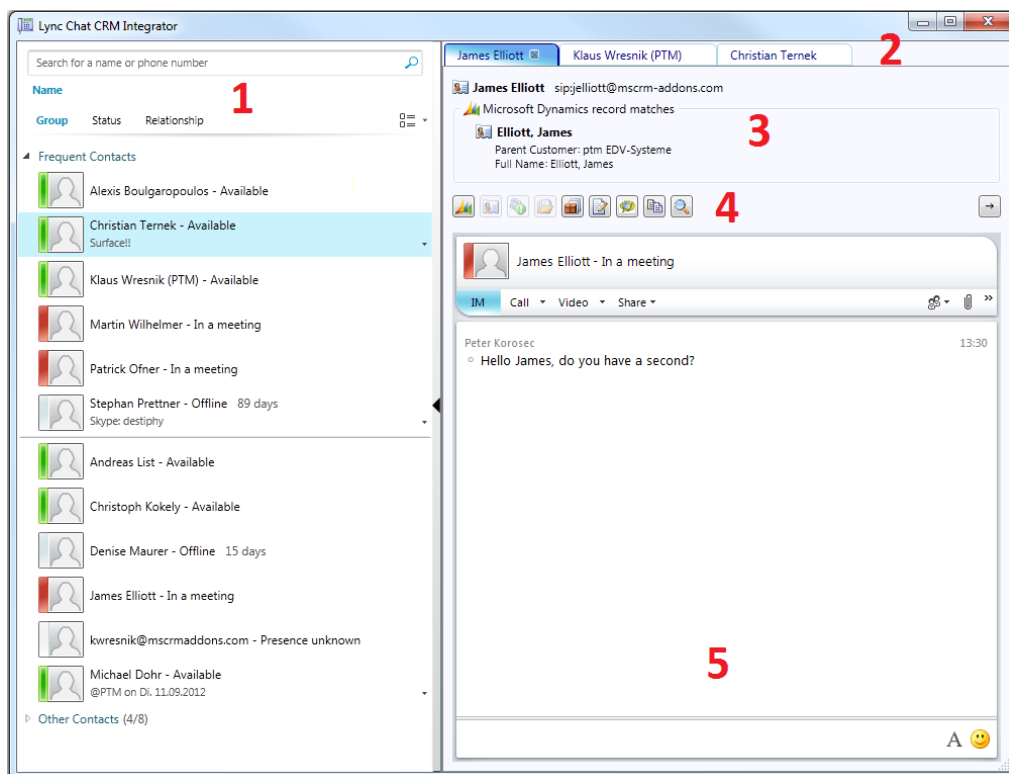 Lync Chat CRM Integrator
Search for a name or phone number
1
Name
Group Status Relationship
Frequent Contacts
Alexis Boulgaropoulos - Available
Christian Ternek - Available
Surface!!
Klaus Wresnik (PTM) - Available
Martin Wilhelmer - In a meeting
Patrick Ofner - In a meeting
Stephan Prettner - Offline 89 days
Skype: destiphy
Andreas List - Available
Christoph Kokely - Available
Denise Maurer - Offline 15 days
James Elliott - In a meeting
kwresnik@mscrmaddons.com - Presence unknown
Michael Dohr - Available
@PTM on Di. 11.09.2012
Other Contacts (4/8)
James Elliott Klaus Wresnik (PTM) Christian Ternek
2
James Elliott sip:jelliott@mscrm-addons.com
Microsoft Dynamics record matches
3
Elliott, James
Parent Customer: ptm EDV-Systeme
Full Name: Elliott, James
4
James Elliott - In a meeting
IM Call Video Share
Peter Korosec 13:30
Hello James, do you have a second?
5
A